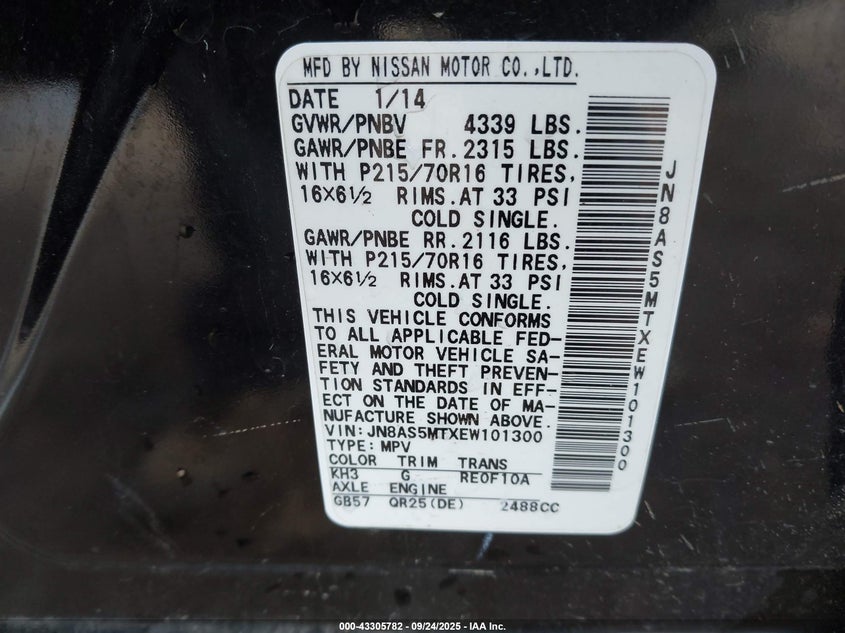 MFD BY NISSAN MOTOR CO.,LTD.
DATE 1/14
GVWR/PNBV 4339 LBS.
GAWR/PNBE FR.2315 LBS.
WITH P215/70R16 TIRES,
16×6½ RIMS.AT 33 PSI
COLD SINGLE.
GAWR/PNBE RR.2116 LBS.
WITH P215/70R16 TIRES,
16×6½ RIMS.AT 33 PSI
COLD SINGLE.
THIS VEHICLE CONFORMS
TO ALL APPLICABLE FED-
ERAL MOTOR VEHICLE SA-
FETY AND THEFT PREVEN-
TION STANDARDS IN EFF-
ECT ON THE DATE OF MA-
NUFACTURE SHOWN ABOVE.
VIN:JN8AS5MTXEW101300
TYPE:MPV
COLOR TRIM TRANS
KH3 G RE0F10A
AXLE ENGINE
GB57 QR25(DE) 2488CC
JN8AS5MTXEW101300
000-43305782 - 09/24/2025 - IAA Inc.